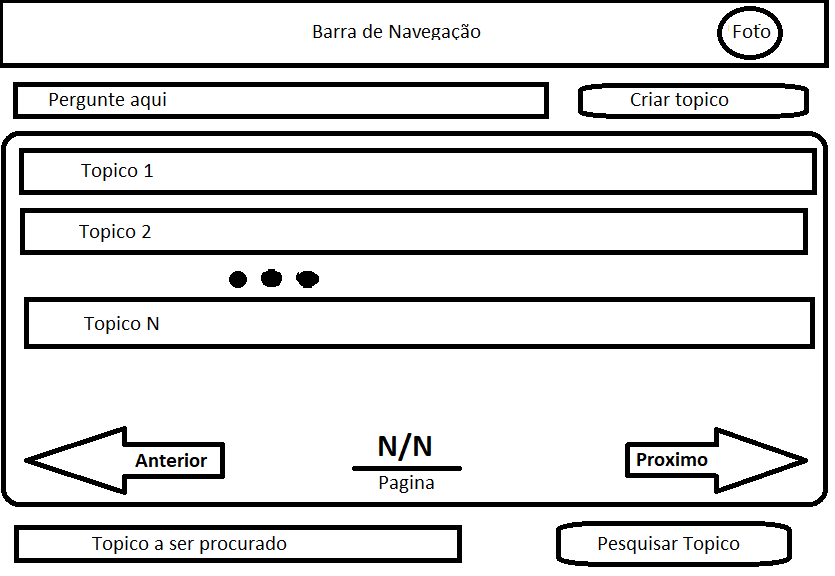 Barra de Navegação
Foto
Pergunte aqui
Criar topico
Topico 1
Topico 2
Topico N
Anterior
N/N
Pagina
Proximo
Topico a ser procurado
Pesquisar Topico